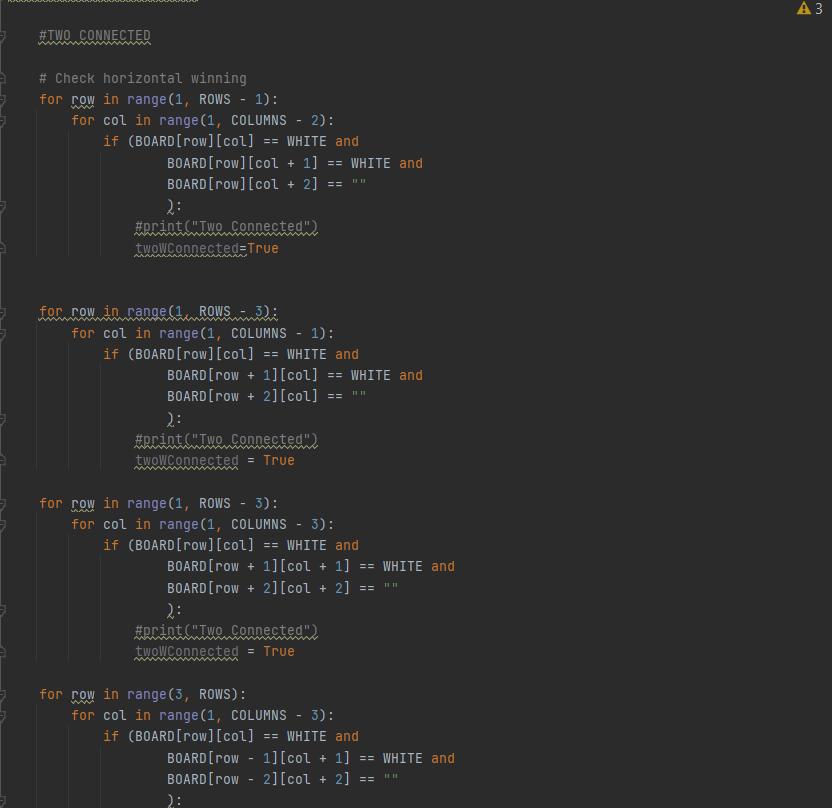 3
#TWO CONNECTED
# Check horizontal winning
for row in range(1, ROWS - 1):
for col in range(1, COLUMNS - 2):
if (BOARD[row][col] == WHITE and
BOARD[row][col + 1] == WHITE and
BOARD[row][col + 2] == ""
):
#print("Two Connected")
twoWConnected=True
for row in range(1, ROWS - 3):
for col in range(1, COLUMNS - 1):
if (BOARD[row][col] == WHITE and
BOARD[row + 1][col] == WHITE and
BOARD[row + 2][col] == ""
):
#print("Two Connected")
twoWConnected = True
for row in range(1, ROWS - 3):
for col in range(1, COLUMNS - 3):
if (BOARD[row][col] == WHITE and
BOARD[row + 1][col + 1] == WHITE and
BOARD[row + 2][col + 2] == ""
):
#print("Two Connected")
twoWConnected = True
for row in range(3, ROWS):
for col in range(1, COLUMNS - 3):
if (BOARD[row][col] == WHITE and
BOARD[row - 1][col + 1] == WHITE and
BOARD[row - 2][col + 2] == ""
):